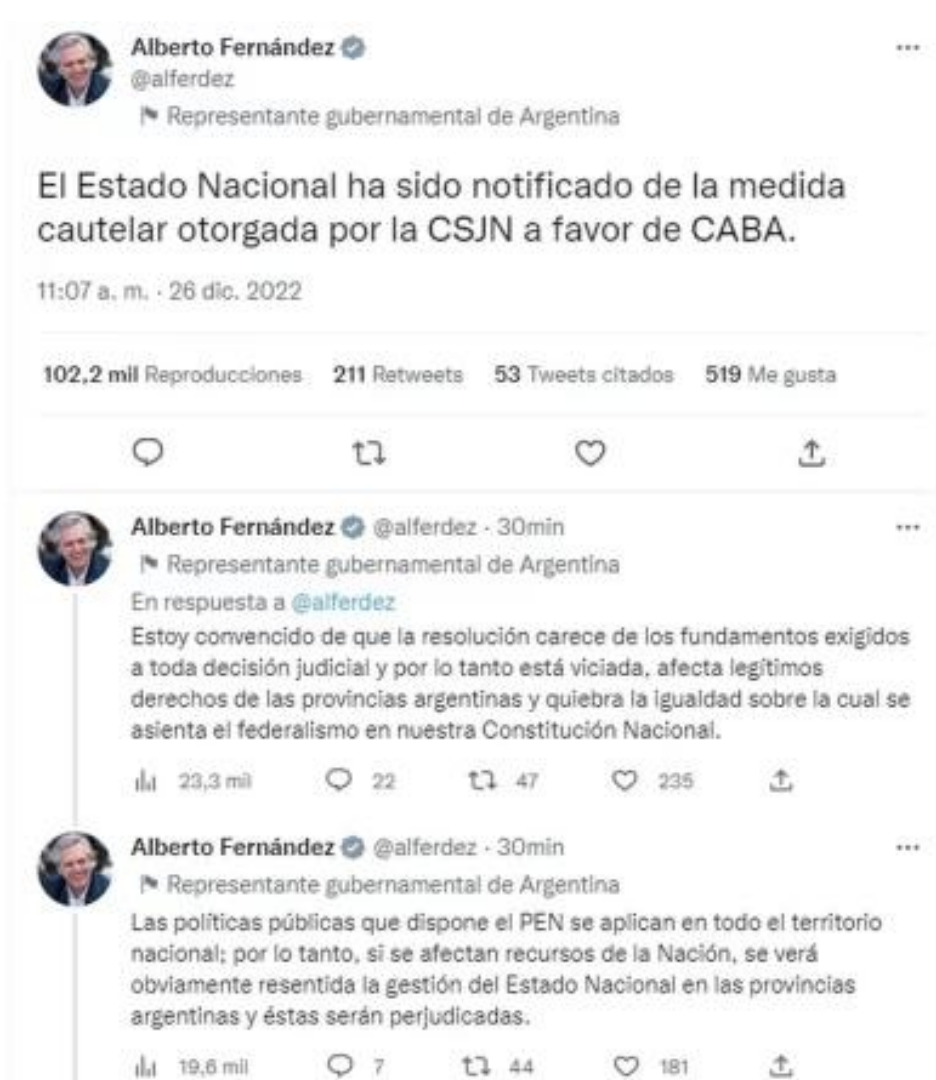 Alberto Fernández
@alferdez
Representante gubernamental de Argentina
El Estado Nacional ha sido notificado de la medida
cautelar otorgada por la CSJN a favor de CABA.
11:07 a. m. · 26 dic. 2022
102,2 mil Reproducciones 211 Retweets 53 Tweets citados 519 Me gusta
Alberto Fernández @alferdez · 30min
Representante gubernamental de Argentina
En respuesta a @alferdez
Estoy convencido de que la resolución carece de los fundamentos exigidos
a toda decisión judicial y por lo tanto está viciada, afecta legítimos
derechos de las provincias argentinas y quiebra la igualdad sobre la cual se
asienta el federalismo en nuestra Constitución Nacional.
23,3 mil 22 47 235
Alberto Fernández @alferdez · 30min
Representante gubernamental de Argentina
Las políticas públicas que dispone el PEN se aplican en todo el territorio
nacional; por lo tanto, si se afectan recursos de la Nación, se verá
obviamente resentida la gestión del Estado Nacional en las provincias
argentinas y éstas serán perjudicadas.
19,6 mil 7 44 181